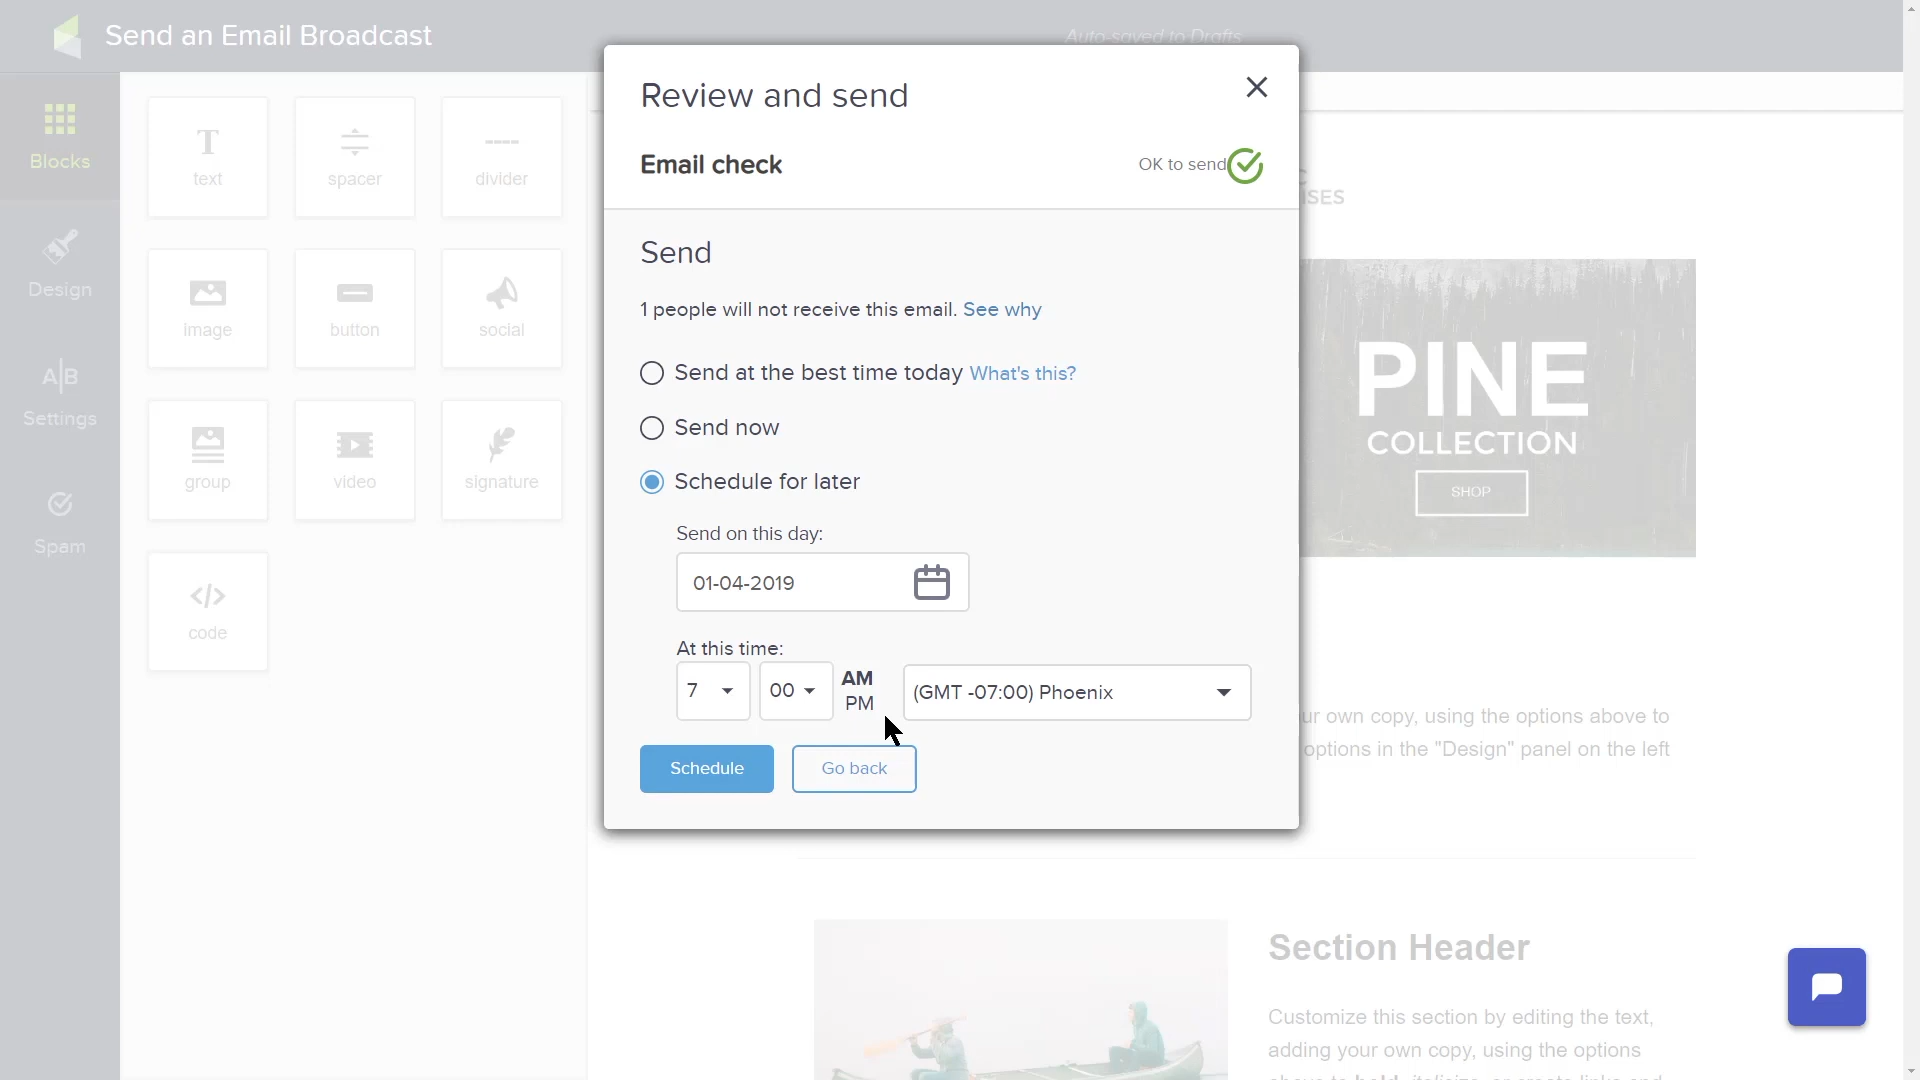 Send an Email Broadcast
Auto-saved to Drafts
Blocks
Design
A|B
Settings
Spam
T
text
spacer
divider
image
button
social
group
video
signature
</>
code
Review and send
Email check
OK to send
Send
1 people will not receive this email. See why
Send at the best time today What's this?
Send now
Schedule for later
Send on this day:
01-04-2019
At this time:
7
00
AM
PM
(GMT -07:00) Phoenix
Schedule
Go back
PINE
COLLECTION
SHOP
own copy, using the options above to
options in the "Design" panel on the left
Section Header
Customize this section by editing the text,
adding your own copy, using the options